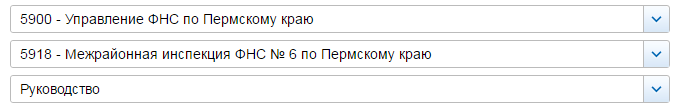 5900 - Управление ФНС по Пермскому краю
5918 - Межрайонная инспекция ФНС № 6 по Пермскому краю
Руководство